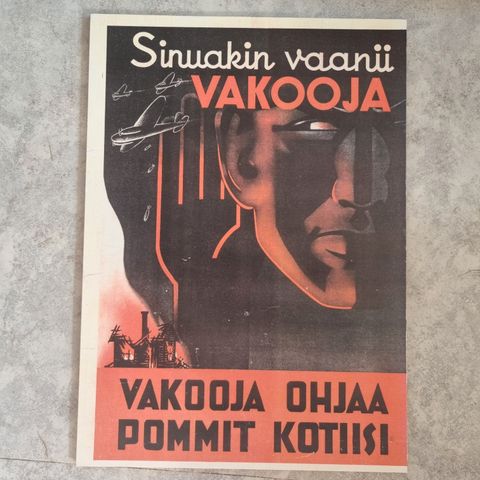 Sinuakin vaanii
VAKOOJA
VAKOOJA OHJAA
POMMIT KOTIISI